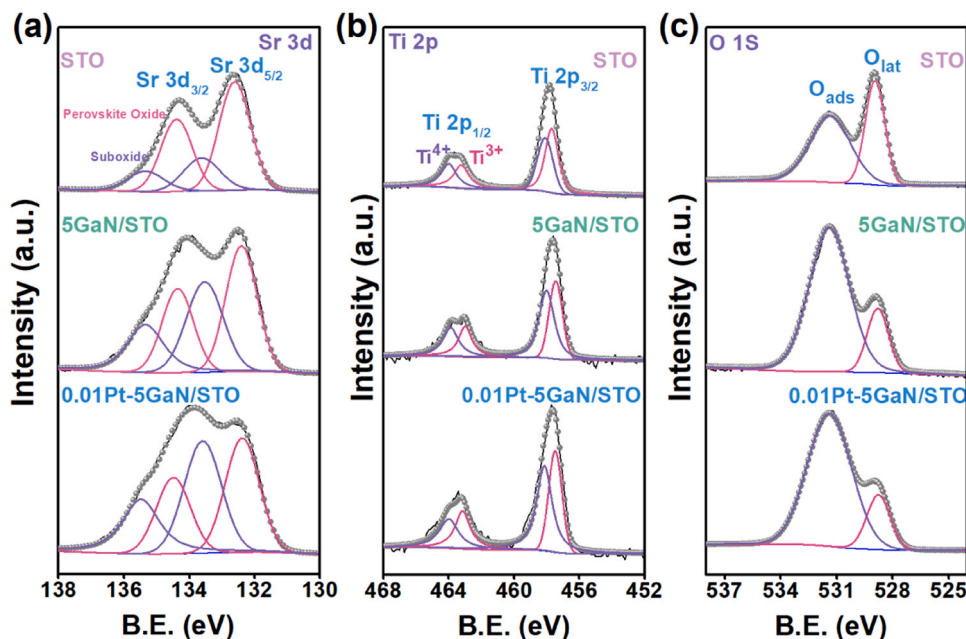 (a)
Sr 3d
STO
Sr 3d5/2
Sr 3d3/2
Perovskite Oxide
Suboxide
5GaN/STO
0.01Pt-5GaN/STO
Intensity (a.u.)
138 136 134 132 130
B.E. (eV)
(b)
Ti 2p
STO
Ti 2p3/2
Ti 2p1/2
Ti4+ Ti3+
5GaN/STO
0.01Pt-5GaN/STO
Intensity (a.u.)
468 464 460 456 452
B.E. (eV)
(c)
O 1S
STO
Olat
Oads
5GaN/STO
0.01Pt-5GaN/STO
Intensity (a.u.)
537 534 531 528 525
B.E. (eV)